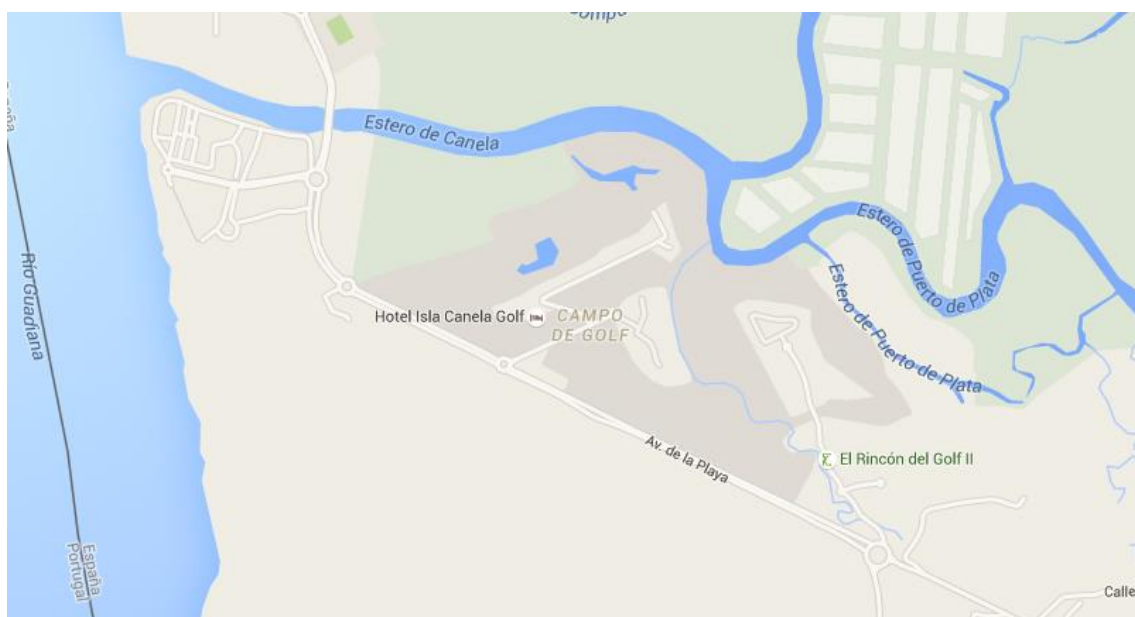 Estero de Canela
Estero de Puerto de Plata
Estero de Puerto de Plata
Río Guadiana
Hotel Isla Canela Golf
CAMPO
DE GOLF
Av. de la Playa
El Rincón del Golf II
España
Portugal
Calle